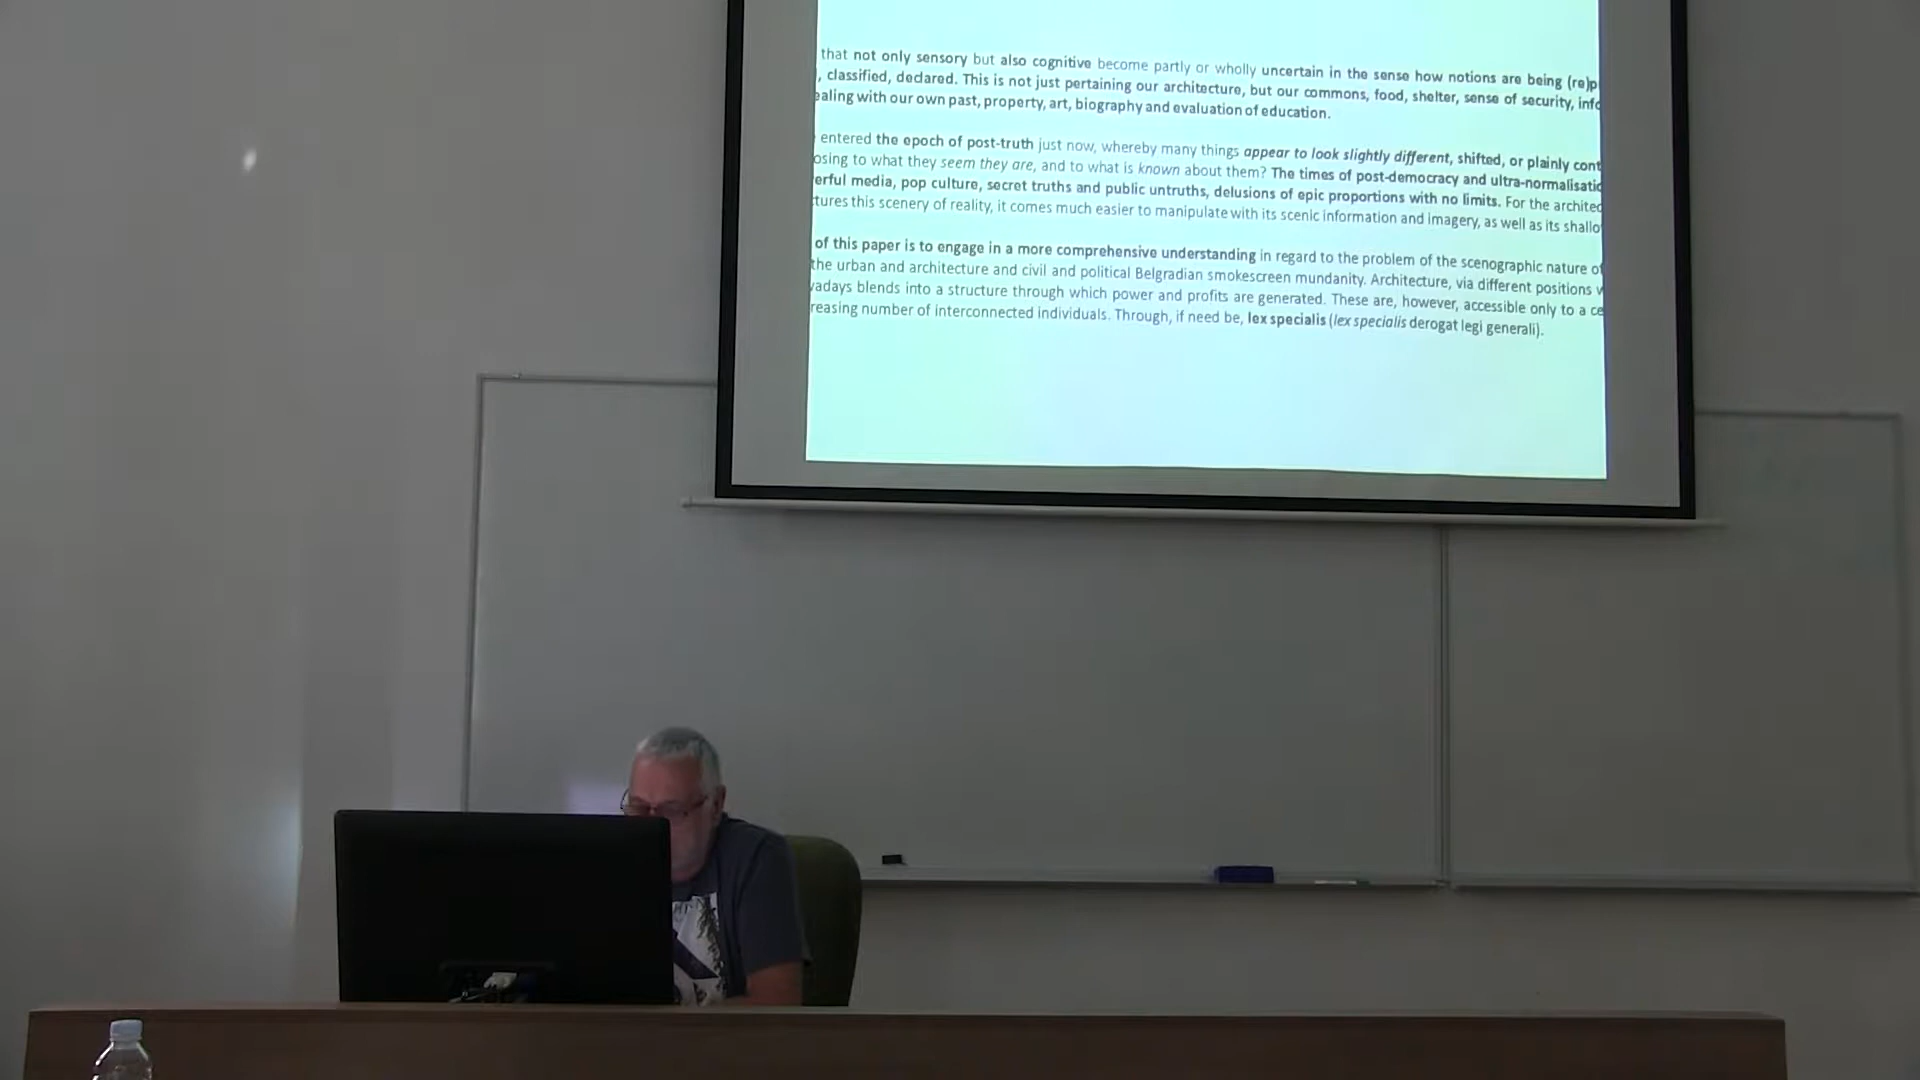 that not only sensory but also cognitive become partly or wholly uncertain in the sense how notions are being (re)p
, classified, declared. This is not just pertaining our architecture, but our commons, food, shelter, sense of security, info
ealing with our own past, property, art, biography and evaluation of education.
entered the epoch of post-truth just now, whereby many things appear to look slightly different, shifted, or plainly cont
osing to what they seem they are, and to what is known about them? The times of post-democracy and ultra-normalisatio
erful media, pop culture, secret truths and public untruths, delusions of epic proportions with no limits. For the architec
tures this scenery of reality, it comes much easier to manipulate with its scenic information and imagery, as well as its shallo
of this paper is to engage in a more comprehensive understanding in regard to the problem of the scenographic nature of
the urban and architecture and civil and political Belgradian smokescreen mundanity. Architecture, via different positions w
adays blends into a structure through which power and profits are generated. These are, however, accessible only to a ce
reasing number of interconnected individuals. Through, if need be, lex specialis (lex specialis derogat legi generali).